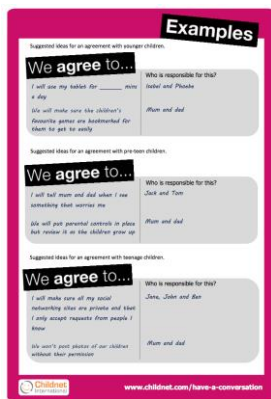 Examples
Suggested ideas for an agreement with younger children.
We agree to...
Who is responsible for this?
I will use my tablet for ______ mins
a day
Isabel and Phoebe
We will make sure the children's
favourite games are bookmarked for
them to get to easily
Mum and dad
Suggested ideas for an agreement with pre-teen children.
We agree to...
Who is responsible for this?
I will tell mum and dad when I see
something that worries me
Jack and Tom
We will put parental controls in place
but review it as the children grow up
Mum and dad
Suggested ideas for an agreement with teenage children.
We agree to...
Who is responsible for this?
I will make sure all my social
networking sites are private and that
I only accept requests from people I
know
Jane, John and Ben
We won't post photos of our children
without their permission
Mum and dad
Childnet
International
www.childnet.com/have-a-conversation